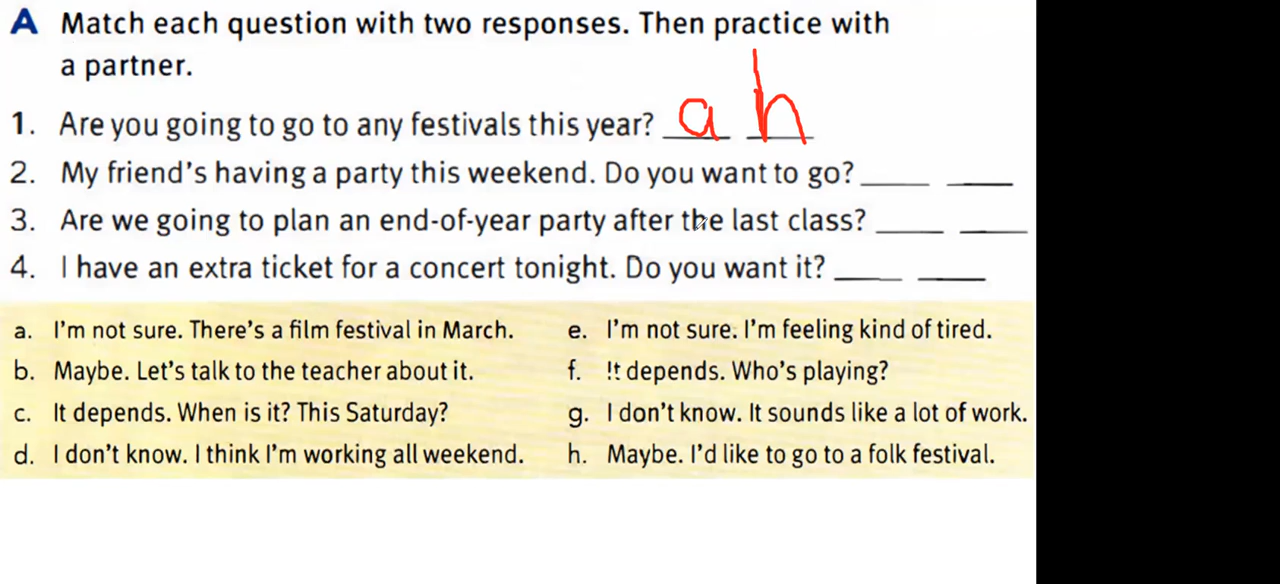 A Match each question with two responses. Then practice with
a partner.
1. Are you going to go to any festivals this year? a h
2. My friend's having a party this weekend. Do you want to go? ____ ____
3. Are we going to plan an end-of-year party after the last class? ____ ____
4. I have an extra ticket for a concert tonight. Do you want it? ____ ____
a. I'm not sure. There's a film festival in March.
b. Maybe. Let's talk to the teacher about it.
c. It depends. When is it? This Saturday?
d. I don't know. I think I'm working all weekend.
e. I'm not sure. I'm feeling kind of tired.
f. It depends. Who's playing?
g. I don't know. It sounds like a lot of work.
h. Maybe. I'd like to go to a folk festival.